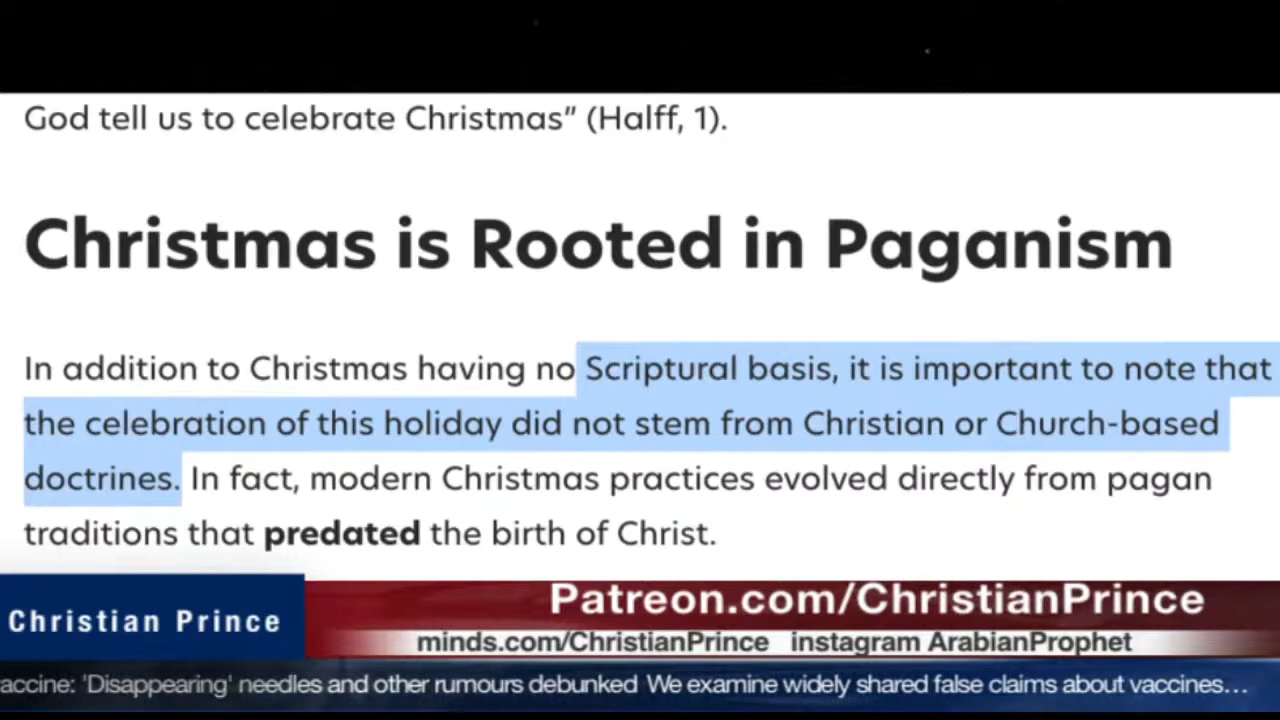 God tell us to celebrate Christmas” (Halff, 1).
Christmas is Rooted in Paganism
In addition to Christmas having no Scriptural basis, it is important to note that
the celebration of this holiday did not stem from Christian or Church-based
doctrines. In fact, modern Christmas practices evolved directly from pagan
traditions that predated the birth of Christ.
Christian Prince
Patreon.com/ChristianPrince
minds.com/ChristianPrince instagram ArabianProphet
accine: 'Disappearing' needles and other rumours debunked We examine widely shared false claims about vaccines...